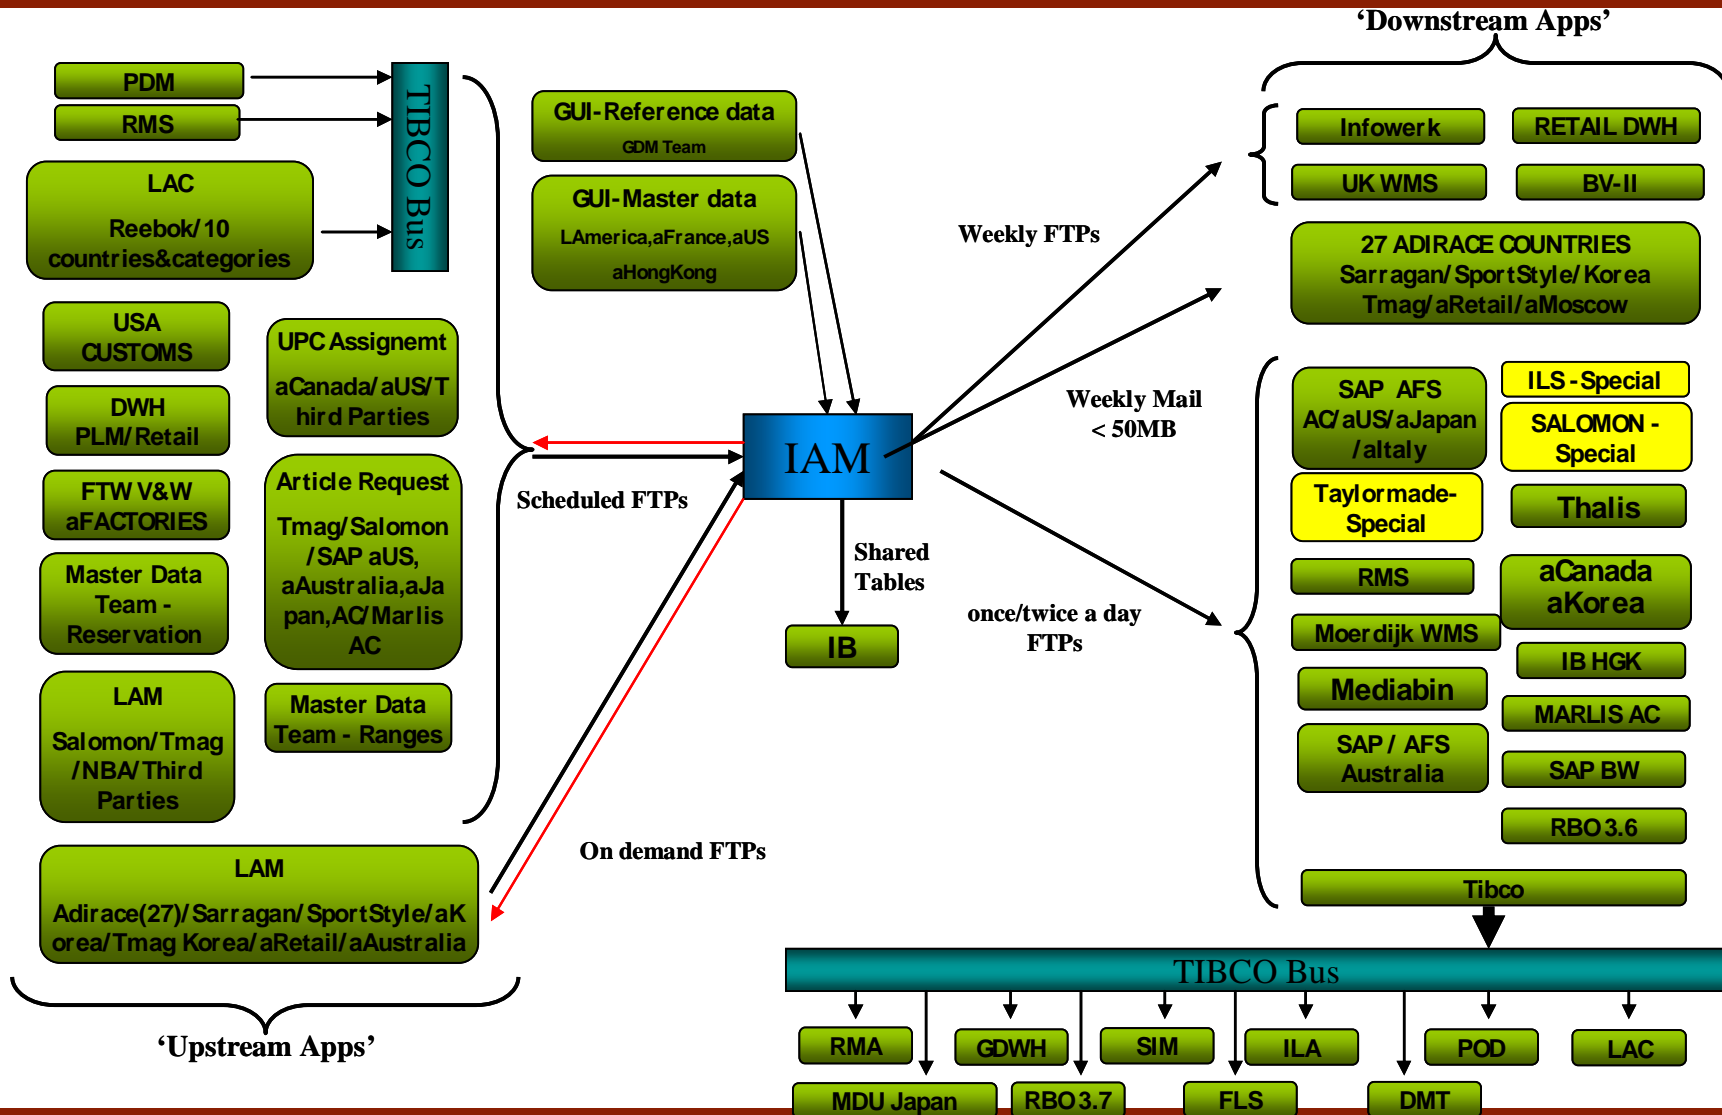 ‘Downstream Apps’
PDM
RMS
TIBCO Bus
LAC
Reebok/10
countries&categories
GUI-Reference data
GDM Team
GUI-Master data
LAmerica,aFrance,aUS
aHongKong
Infowerk
RETAIL DWH
UK WMS
BV-II
Weekly FTPs
27 ADIRACE COUNTRIES
Sarragan/SportStyle/Korea
Tmag/aRetail/aMoscow
USA
CUSTOMS
UPC Assignemt
aCanada/aUS/T
hird Parties
DWH
PLM/Retail
FTW V&W
aFACTORIES
Article Request
Tmag/Salomon
/SAP aUS,
aAustralia,aJa
pan,AC/Marlis
AC
Master Data
Team -
Reservation
LAM
Salomon/Tmag
/NBA/Third
Parties
Master Data
Team - Ranges
LAM
Adirace(27)/Sarragan/SportStyle/aK
orea/Tmag Korea/aRetail/aAustralia
‘Upstream Apps’
Scheduled FTPs
On demand FTPs
IAM
Shared
Tables
IB
Weekly Mail
< 50MB
once/twice a day
FTPs
SAP AFS
AC/aUS/aJapan
/aItaly
ILS -Special
SALOMON -
Special
Taylormade-
Special
Thalis
RMS
aCanada
aKorea
Moerdijk WMS
IB HGK
Mediabin
MARLIS AC
SAP / AFS
Australia
SAP BW
RBO 3.6
Tibco
TIBCO Bus
RMA
GDWH
SIM
ILA
POD
LAC
MDU Japan
RBO 3.7
FLS
DMT